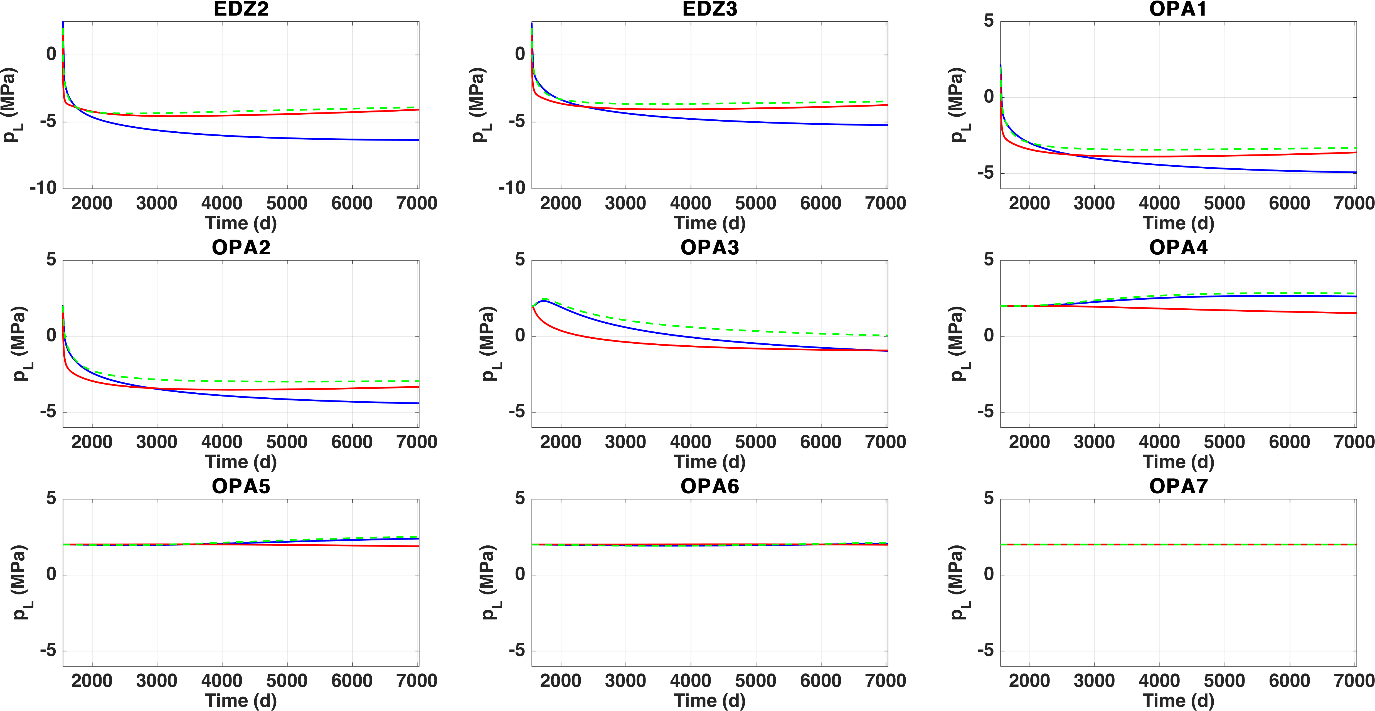 EDZ2 EDZ3 OPA1
0 0 5
-5 -5 0
-10 -10 -5
p_L (MPa) p_L (MPa) p_L (MPa)
2000 3000 4000 5000 6000 7000 2000 3000 4000 5000 6000 7000 2000 3000 4000 5000 6000 7000
Time (d) Time (d) Time (d)
OPA2 OPA3 OPA4
5 5 5
0 0 0
-5 -5 -5
p_L (MPa) p_L (MPa) p_L (MPa)
2000 3000 4000 5000 6000 7000 2000 3000 4000 5000 6000 7000 2000 3000 4000 5000 6000 7000
Time (d) Time (d) Time (d)
OPA5 OPA6 OPA7
5 5 5
0 0 0
-5 -5 -5
p_L (MPa) p_L (MPa) p_L (MPa)
2000 3000 4000 5000 6000 7000 2000 3000 4000 5000 6000 7000 2000 3000 4000 5000 6000 7000
Time (d) Time (d) Time (d)